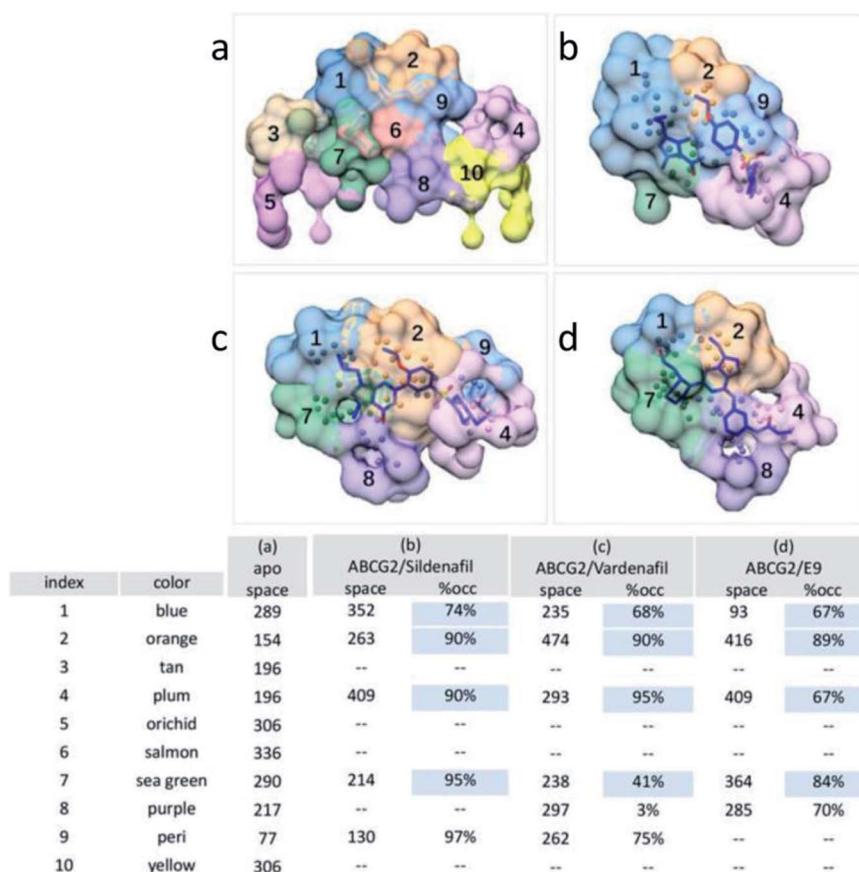 a
b
1
2
9
3
6
4
7
5
8
10
1
2
9
7
4
c
d
1
2
9
7
4
8
1
2
7
4
8
(a) (b) (c) (d)
apo ABCG2/Sildenafil ABCG2/Vardenafil ABCG2/E9
index color space space %occ space %occ space %occ
1 blue 289 352 74% 235 68% 93 67%
2 orange 154 263 90% 474 90% 416 89%
3 tan 196 -- -- -- -- -- --
4 plum 196 409 90% 293 95% 409 67%
5 orichid 306 -- -- -- -- -- --
6 salmon 336 -- -- -- -- -- --
7 sea green 290 214 95% 238 41% 364 84%
8 purple 217 -- -- 297 3% 285 70%
9 peri 77 130 97% 262 75% -- --
10 yellow 306 -- -- -- -- -- --